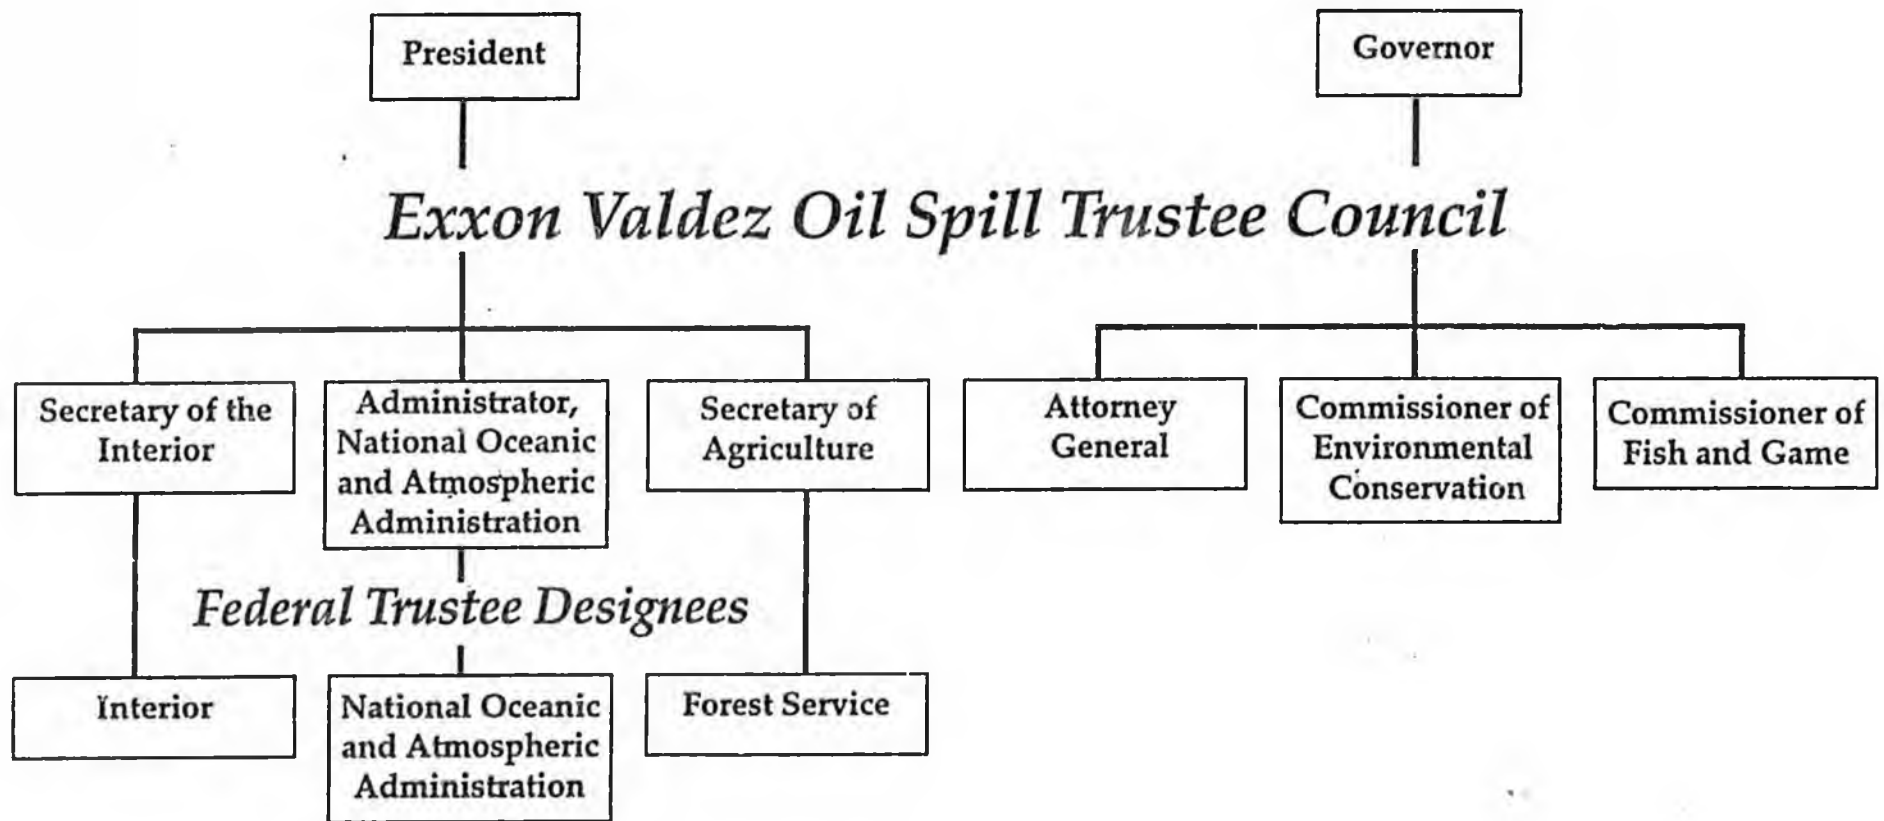 President
Governor
Exxon Valdez Oil Spill Trustee Council
Secretary of the
Interior
Administrator,
National Oceanic
and Atmospheric
Administration
Secretary of
Agriculture
Attorney
General
Commissioner of
Environmental
Conservation
Commissioner of
Fish and Game
Federal Trustee Designees
Interior
National Oceanic
and Atmospheric
Administration
Forest Service